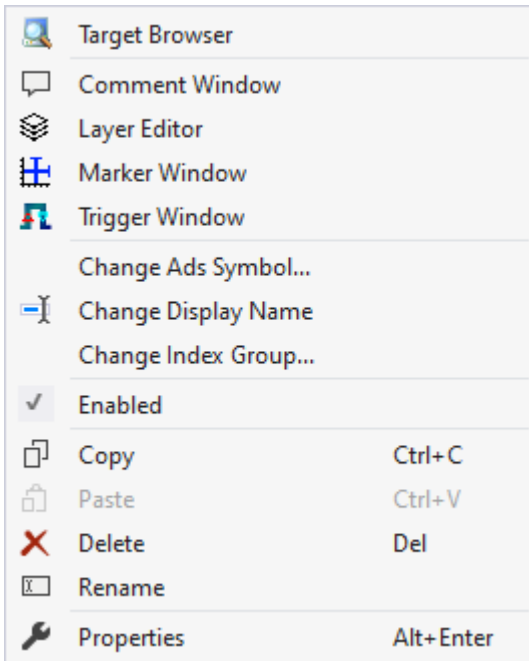 Target Browser
Comment Window
Layer Editor
Marker Window
Trigger Window
Change Ads Symbol...
Change Display Name
Change Index Group...
Enabled
Copy Ctrl+C
Paste Ctrl+V
Delete Del
Rename
Properties Alt+Enter